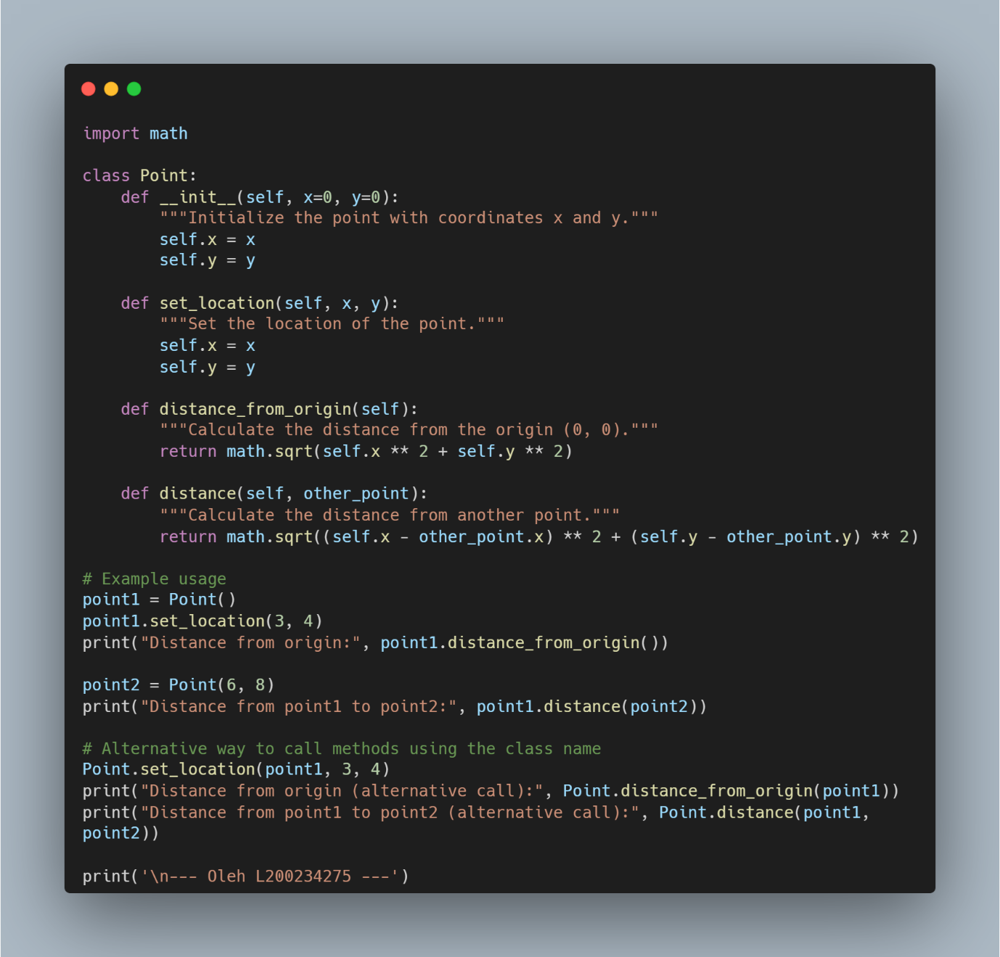 import math

class Point:
    def __init__(self, x=0, y=0):
        """Initialize the point with coordinates x and y."""
        self.x = x
        self.y = y

    def set_location(self, x, y):
        """Set the location of the point."""
        self.x = x
        self.y = y

    def distance_from_origin(self):
        """Calculate the distance from the origin (0, 0)."""
        return math.sqrt(self.x ** 2 + self.y ** 2)

    def distance(self, other_point):
        """Calculate the distance from another point."""
        return math.sqrt((self.x - other_point.x) ** 2 + (self.y - other_point.y) ** 2)

# Example usage
point1 = Point()
point1.set_location(3, 4)
print("Distance from origin:", point1.distance_from_origin())

point2 = Point(6, 8)
print("Distance from point1 to point2:", point1.distance(point2))

# Alternative way to call methods using the class name
Point.set_location(point1, 3, 4)
print("Distance from origin (alternative call):", Point.distance_from_origin(point1))
print("Distance from point1 to point2 (alternative call):", Point.distance(point1,
point2))

print('\n--- Oleh L200234275 ---')